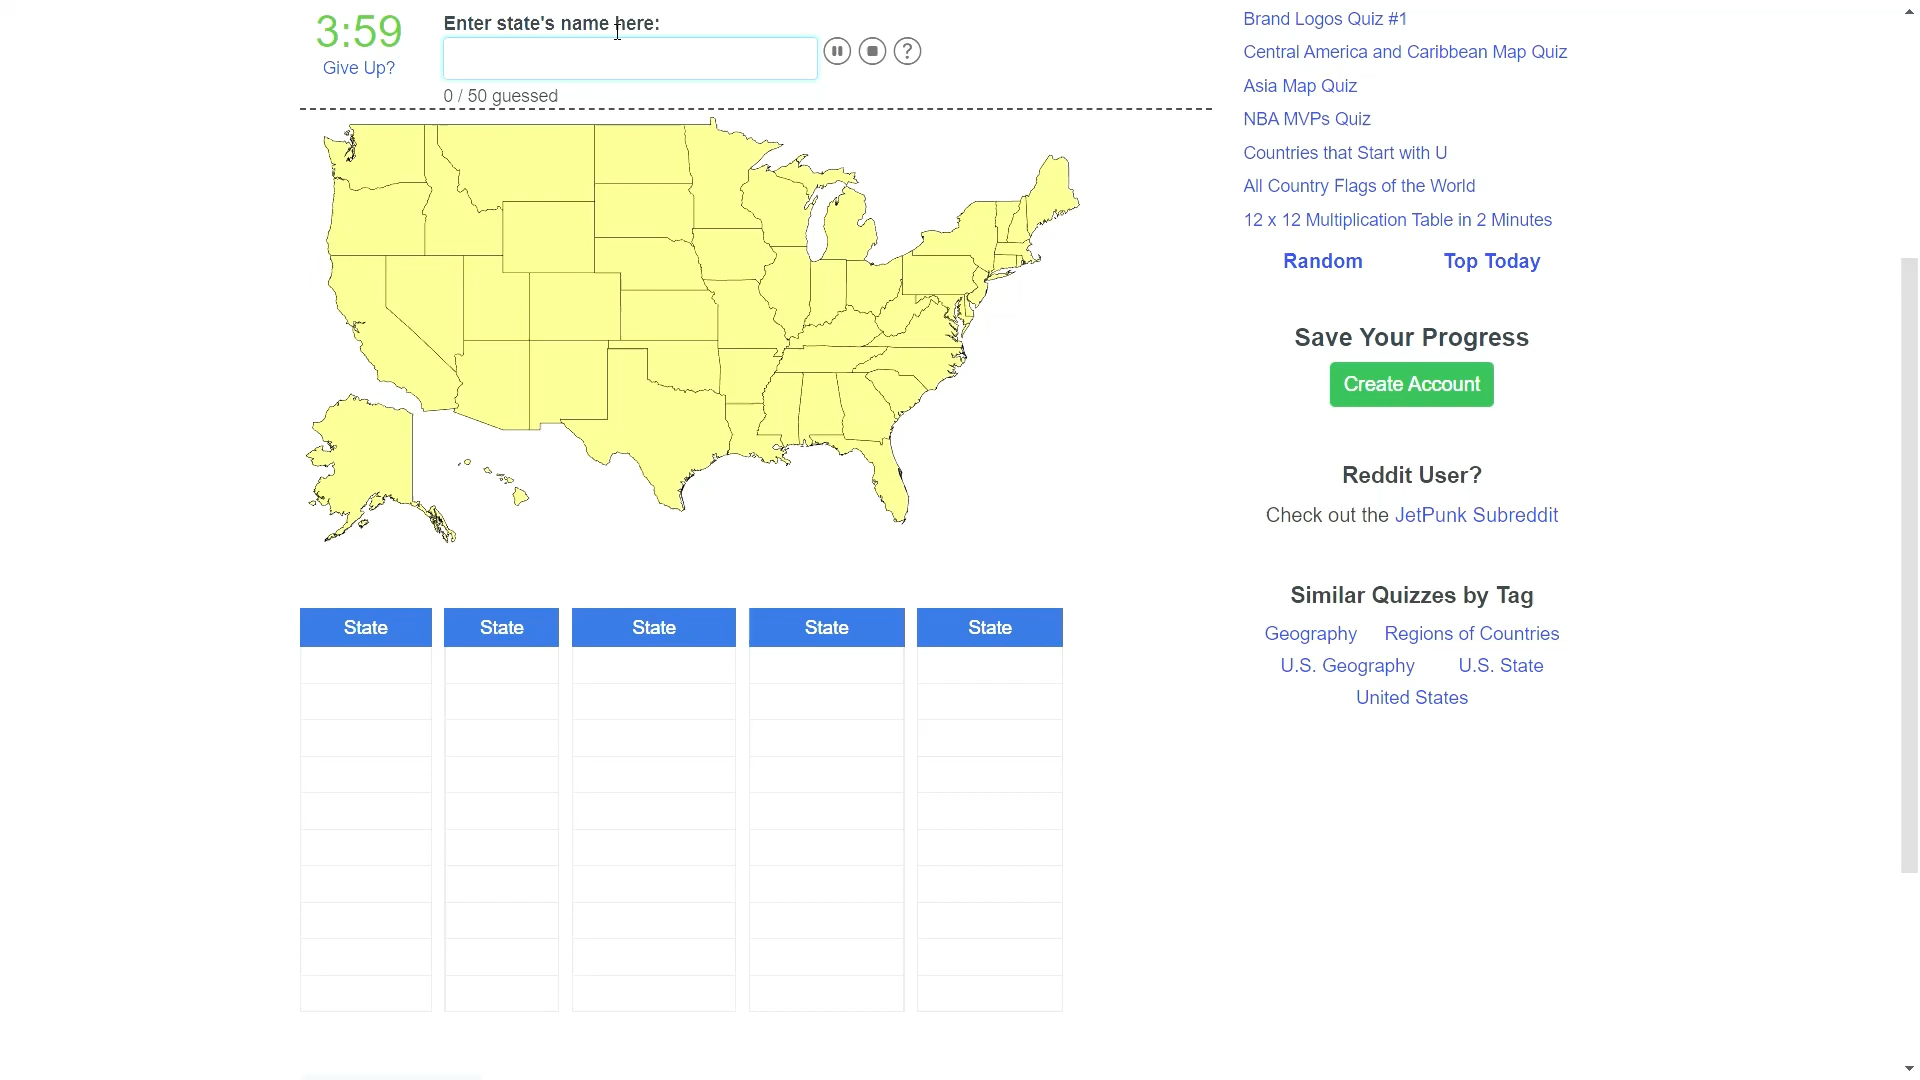 3:59
Give Up?
Enter state's name here:
0 / 50 guessed
State State State State State
Brand Logos Quiz #1
Central America and Caribbean Map Quiz
Asia Map Quiz
NBA MVPs Quiz
Countries that Start with U
All Country Flags of the World
12 x 12 Multiplication Table in 2 Minutes
Random Top Today
Save Your Progress
Create Account
Reddit User?
Check out the JetPunk Subreddit
Similar Quizzes by Tag
Geography Regions of Countries
U.S. Geography U.S. State
United States